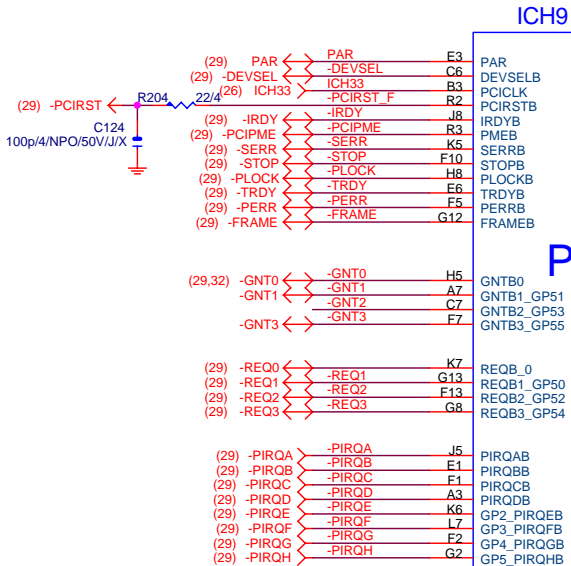 ICH9
(29) PAR PAR E3 PAR
(29) -DEVSEL -DEVSEL C6 DEVSELB
(26) ICH33 ICH33 B3 PCICLK
(29) -PCIRST R204 22/4 -PCIRST_F R2 PCIRSTB
(29) -IRDY -IRDY J8 IRDYB
(29) -PCIPME -PCIPME R3 PMEB
C124
100p/4/NPO/50V/J/X
(29) -SERR -SERR K5 SERRB
(29) -STOP -STOP F10 STOPB
(29) -PLOCK -PLOCK H8 PLOCKB
(29) -TRDY -TRDY E6 TRDYB
(29) -PERR -PERR F5 PERRB
(29) -FRAME -FRAME G12 FRAMEB
P
(29,32) -GNT0 -GNT0 H5 GNTB0
-GNT1 -GNT1 A7 GNTB1_GP51
-GNT2 C7 GNTB2_GP53
-GNT3 -GNT3 F7 GNTB3_GP55
(29) -REQ0 K7 REQB_0
(29) -REQ1 -REQ1 G13 REQB1_GP50
(29) -REQ2 -REQ2 F13 REQB2_GP52
(29) -REQ3 -REQ3 G8 REQB3_GP54
(29) -PIRQA -PIRQA J5 PIRQAB
(29) -PIRQB -PIRQB E1 PIRQBB
(29) -PIRQC -PIRQC F1 PIRQCB
(29) -PIRQD -PIRQD A3 PIRQDB
(29) -PIRQE -PIRQE K6 GP2_PIRQEB
(29) -PIRQF -PIRQF L7 GP3_PIRQFB
(29) -PIRQG -PIRQG F2 GP4_PIRQGB
(29) -PIRQH -PIRQH G2 GP5_PIRQHB